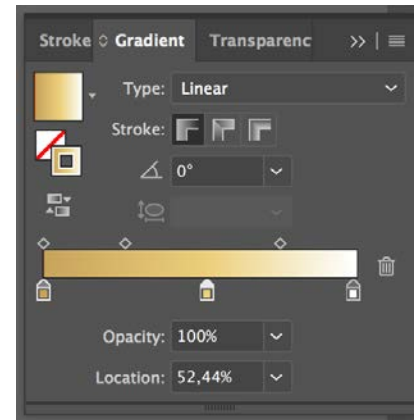 Stroke Gradient Transparenc
Type: Linear
Stroke:
0°
Opacity: 100%
Location: 52,44%